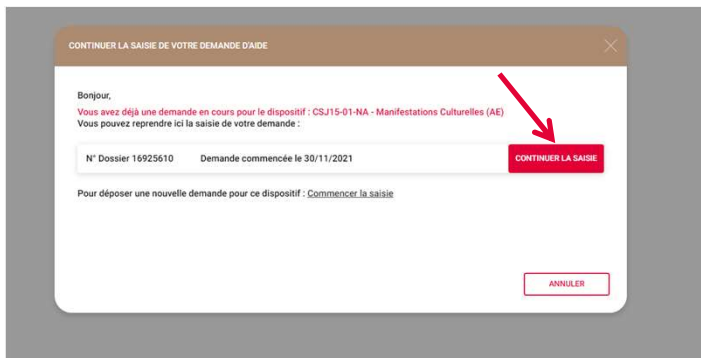 CONTINUER LA SAISIE DE VOTRE DEMANDE D'AIDE
Bonjour,
Vous avez déjà une demande en cours pour le dispositif : CSJ15-01-NA - Manifestations Culturelles (AE)
Vous pouvez reprendre ici la saisie de votre demande :
N° Dossier 16925610 Demande commencée le 30/11/2021 CONTINUER LA SAISIE
Pour déposer une nouvelle demande pour ce dispositif : Commencer la saisie
ANNULER